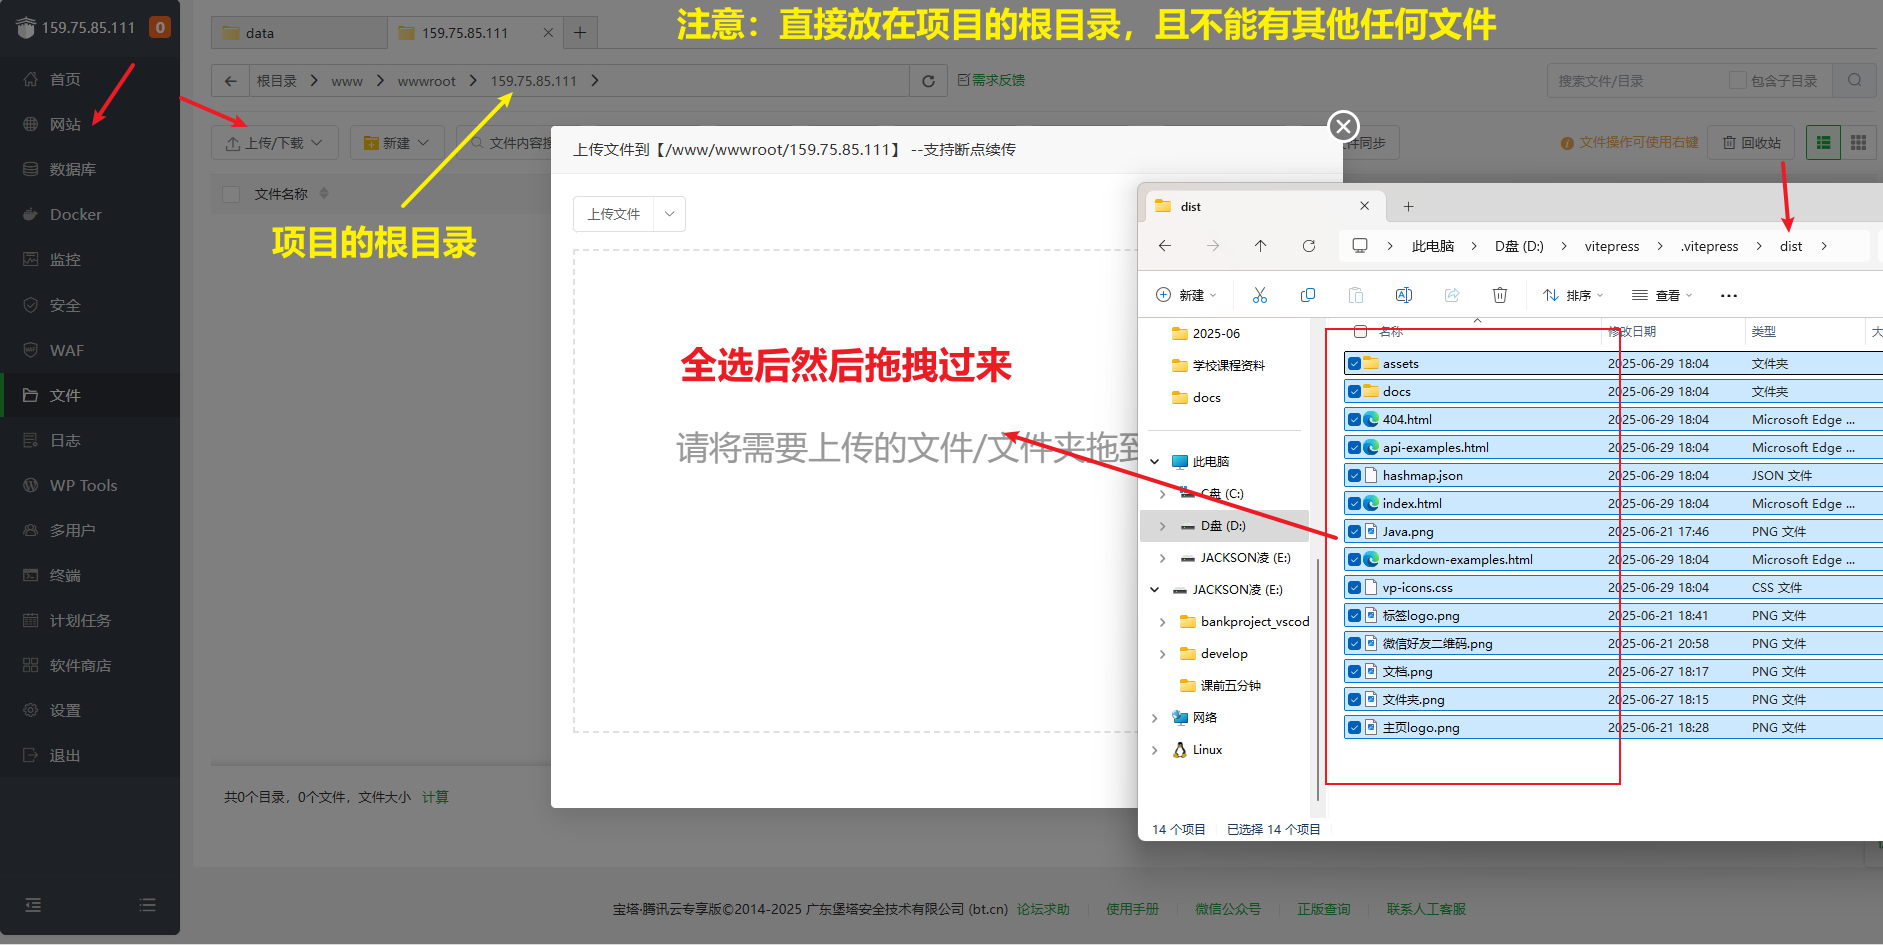 159.75.85.111
0
首页
网站
数据库
Docker
监控
安全
WAF
文件
日志
WP Tools
多用户
终端
计划任务
软件商店
设置
退出
data
159.75.85.111
注意：直接放在项目的根目录，且不能有其他任何文件
根目录
www
wwwroot
159.75.85.111
需求反馈
搜索文件/目录
包含子目录
上传/下载
新建
文件内容搜
件同步
文件操作可使用右键
回收站
文件名称
项目的根目录
上传文件到【/www/wwwroot/159.75.85.111】 --支持断点续传
上传文件
全选后然后拖拽过来
请将需要上传的文件/文件夹拖到
共0个目录，0个文件，文件大小 计算
dist
此电脑
D盘 (D:)
vitepress
.vitepress
dist
新建
排序
查看
2025-06
学校课程资料
docs
此电脑
C盘 (C:)
D盘 (D:)
JACKSON凌 (E:)
JACKSON凌 (E:)
bankproject_vscod
develop
课前五分钟
网络
Linux
名称 修改日期 类型 大
assets 2025-06-29 18:04 文件夹
docs 2025-06-29 18:04 文件夹
404.html 2025-06-29 18:04 Microsoft Edge ...
api-examples.html 2025-06-29 18:04 Microsoft Edge ...
hashmap.json 2025-06-29 18:04 JSON 文件
index.html 2025-06-29 18:04 Microsoft Edge ...
Java.png 2025-06-21 17:46 PNG 文件
markdown-examples.html 2025-06-29 18:04 Microsoft Edge ...
vp-icons.css 2025-06-29 18:04 CSS 文件
标签logo.png 2025-06-21 18:41 PNG 文件
微信好友二维码.png 2025-06-21 20:58 PNG 文件
文档.png 2025-06-27 18:17 PNG 文件
文件夹.png 2025-06-27 18:15 PNG 文件
主页logo.png 2025-06-21 18:28 PNG 文件
14 个项目 已选择 14 个项目
宝塔·腾讯云专享版©2014-2025 广东堡塔安全技术有限公司 (bt.cn) 论坛求助 使用手册 微信公众号 正版查询 联系人工客服